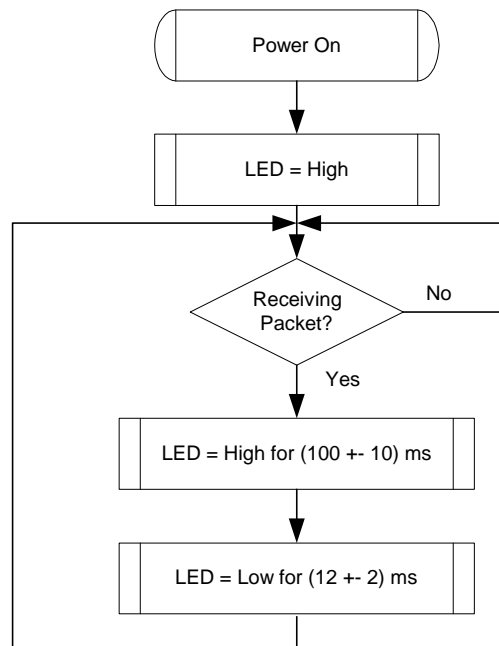 Power On
LED = High
Receiving
Packet?
No
Yes
LED = High for (100 +- 10) ms
LED = Low for (12 +- 2) ms